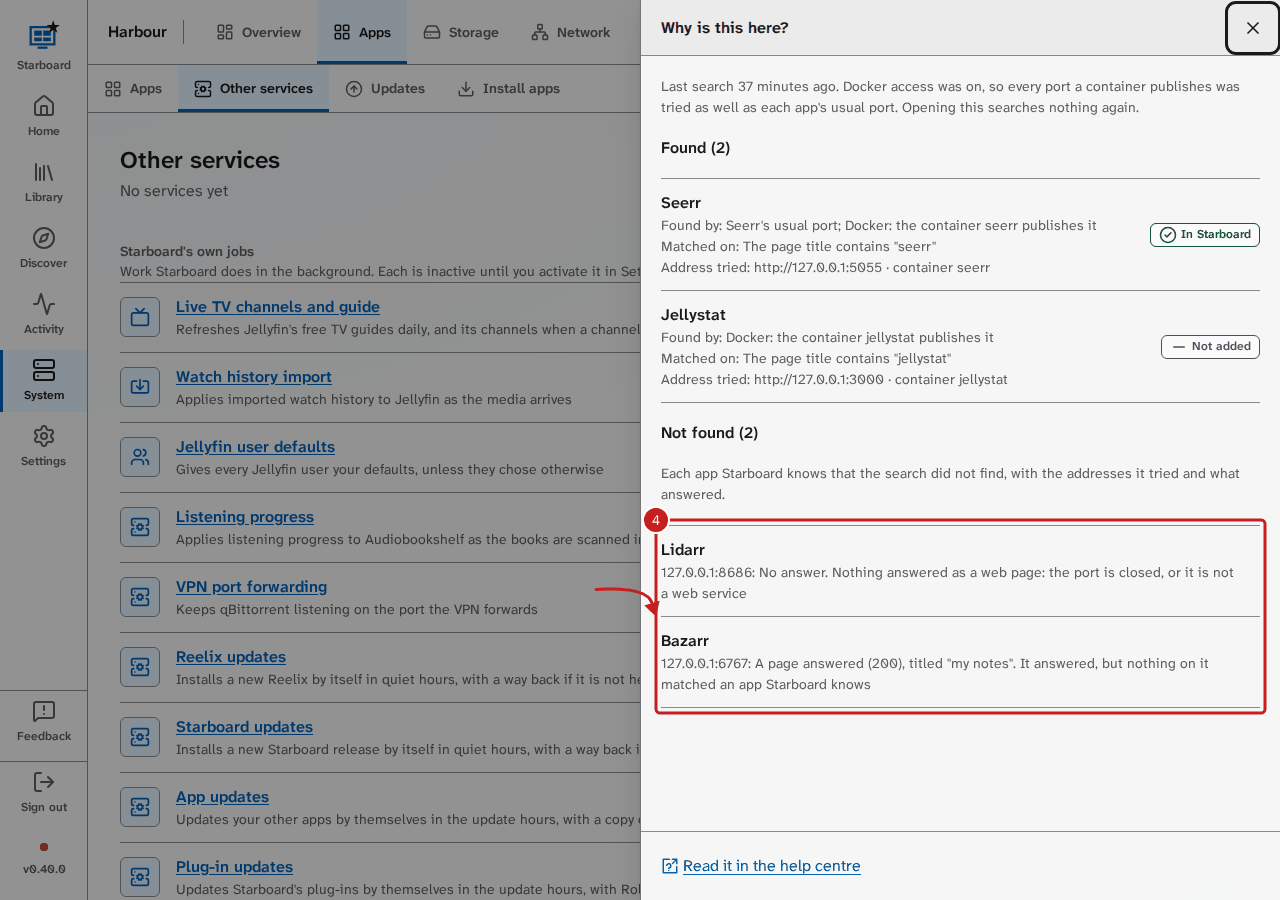 Starboard
Home
Library
Discover
Activity
System
Settings
Feedback
Sign out
v0.40.0
Harbour
Overview
Apps
Storage
Network
Apps
Other services
Updates
Install apps
Other services
No services yet
Starboard's own jobs
Work Starboard does in the background. Each is inactive until you activate it in Set
Live TV channels and guide
Refreshes Jellyfin's free TV guides daily, and its channels when a channel
Watch history import
Applies imported watch history to Jellyfin as the media arrives
Jellyfin user defaults
Gives every Jellyfin user your defaults, unless they chose otherwise
Listening progress
Applies listening progress to Audiobookshelf as the books are scanned in
VPN port forwarding
Keeps qBittorrent listening on the port the VPN forwards
Reelix updates
Installs a new Reelix by itself in quiet hours, with a way back if it is not he
Starboard updates
Installs a new Starboard release by itself in quiet hours, with a way back i
App updates
Updates your other apps by themselves in the update hours, with a copy
Plug-in updates
Updates Starboard's plug-ins by themselves in the update hours, with Rol
Why is this here?
Last search 37 minutes ago. Docker access was on, so every port a container publishes was
tried as well as each app's usual port. Opening this searches nothing again.
Found (2)
Seerr
Found by: Seerr's usual port; Docker: the container seerr publishes it
Matched on: The page title contains "seerr"
Address tried: http://127.0.0.1:5055 · container seerr
In Starboard
Jellystat
Found by: Docker: the container jellystat publishes it
Matched on: The page title contains "jellystat"
Address tried: http://127.0.0.1:3000 · container jellystat
Not added
Not found (2)
Each app Starboard knows that the search did not find, with the addresses it tried and what
answered.
4
Lidarr
127.0.0.1:8686: No answer. Nothing answered as a web page: the port is closed, or it is not
a web service
Bazarr
127.0.0.1:6767: A page answered (200), titled "my notes". It answered, but nothing on it
matched an app Starboard knows
Read it in the help centre